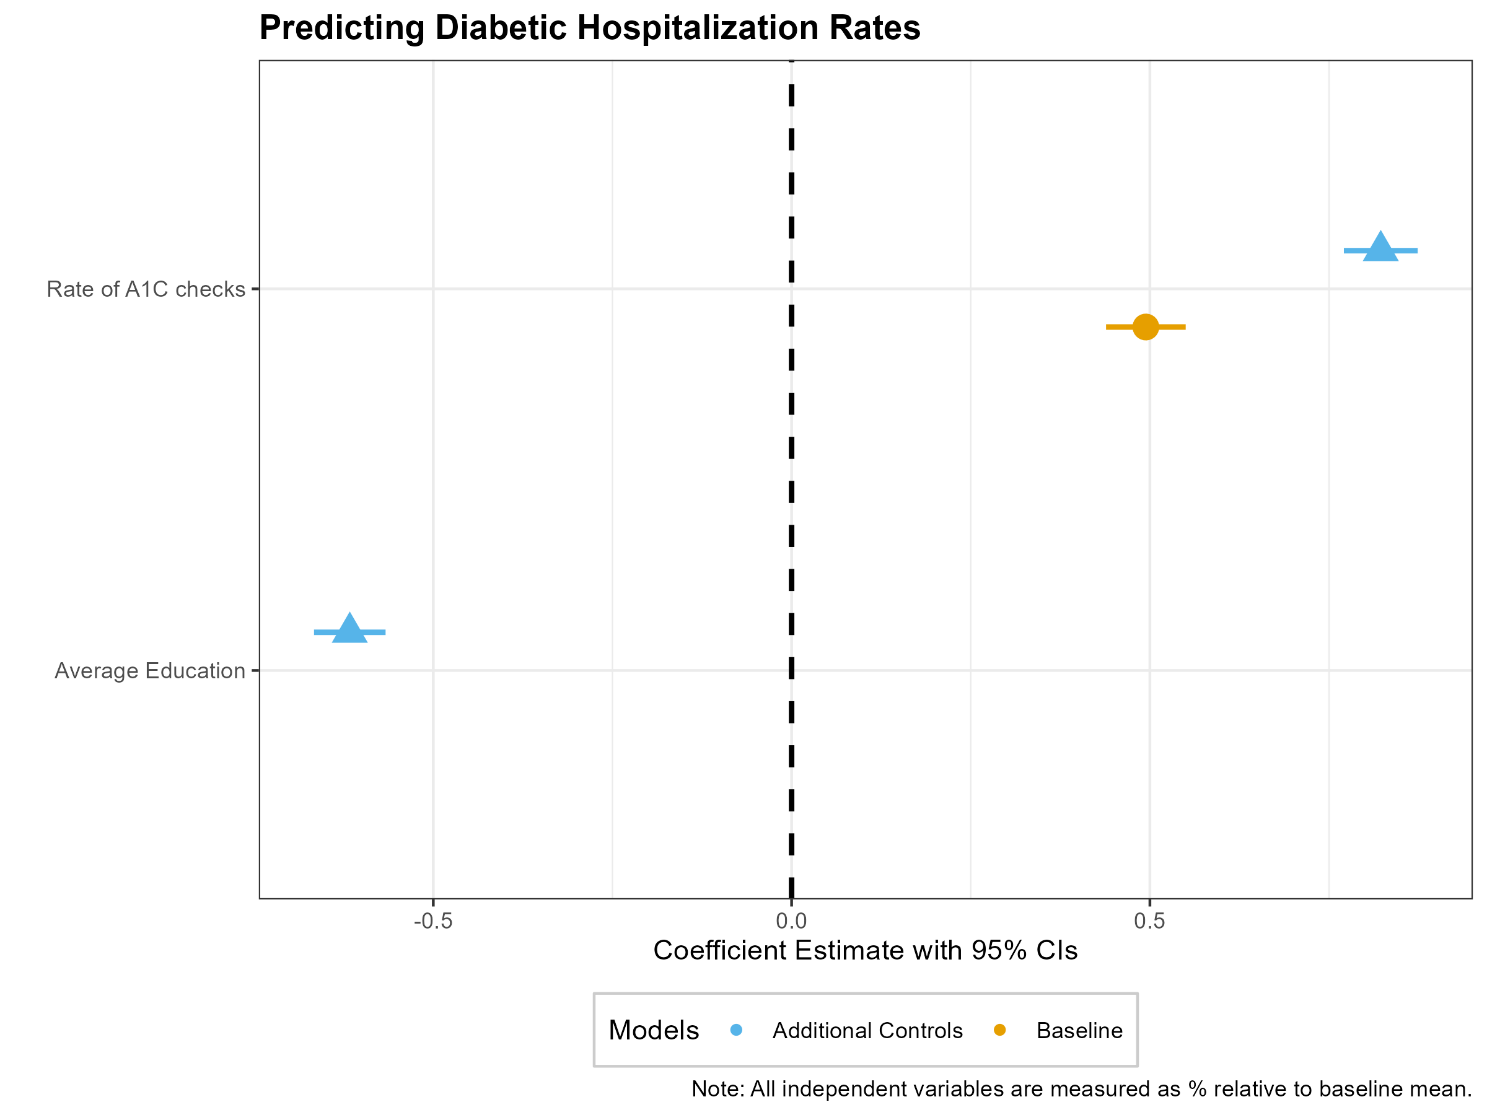 Predicting Diabetic Hospitalization Rates
Rate of A1C checks
Average Education
-0.5 0.0 0.5
Coefficient Estimate with 95% CIs
Models Additional Controls Baseline
Note: All independent variables are measured as % relative to baseline mean.